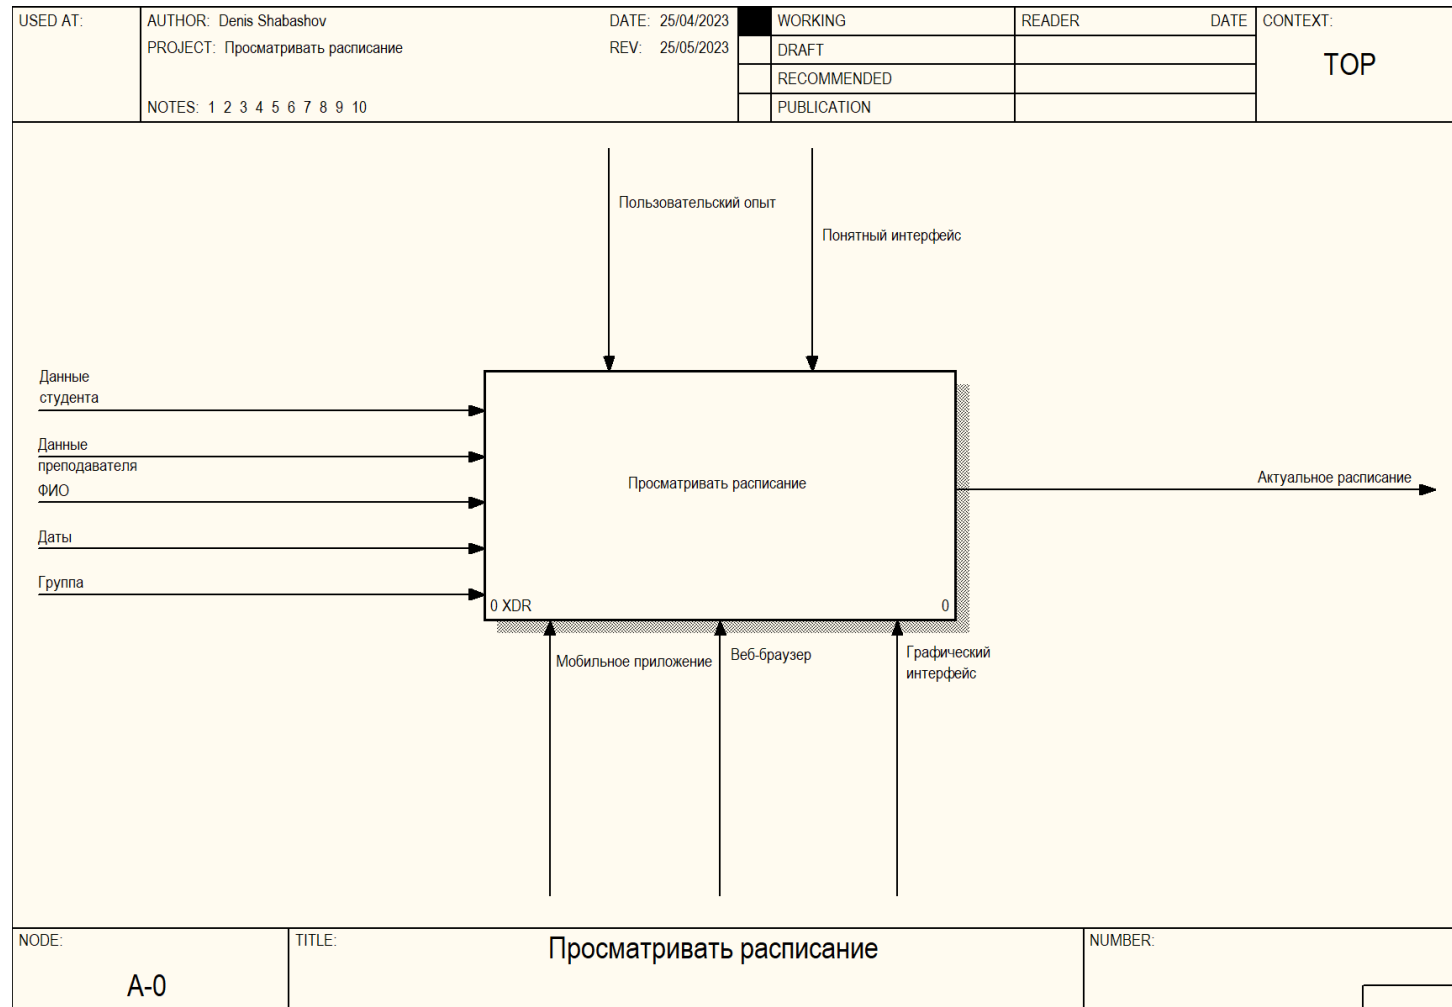 USED AT:
AUTHOR: Denis Shabashov
DATE: 25/04/2023
WORKING
READER
DATE
CONTEXT:
PROJECT: Просматривать расписание
REV: 25/05/2023
DRAFT
TOP
RECOMMENDED
NOTES: 1 2 3 4 5 6 7 8 9 10
PUBLICATION
Пользовательский опыт
Понятный интерфейс
Данные
студента
Данные
преподавателя
ФИО
Даты
Группа
Просматривать расписание
0 XDR
0
Актуальное расписание
Мобильное приложение
Веб-браузер
Графический
интерфейс
NODE:
A-0
TITLE:
Просматривать расписание
NUMBER: